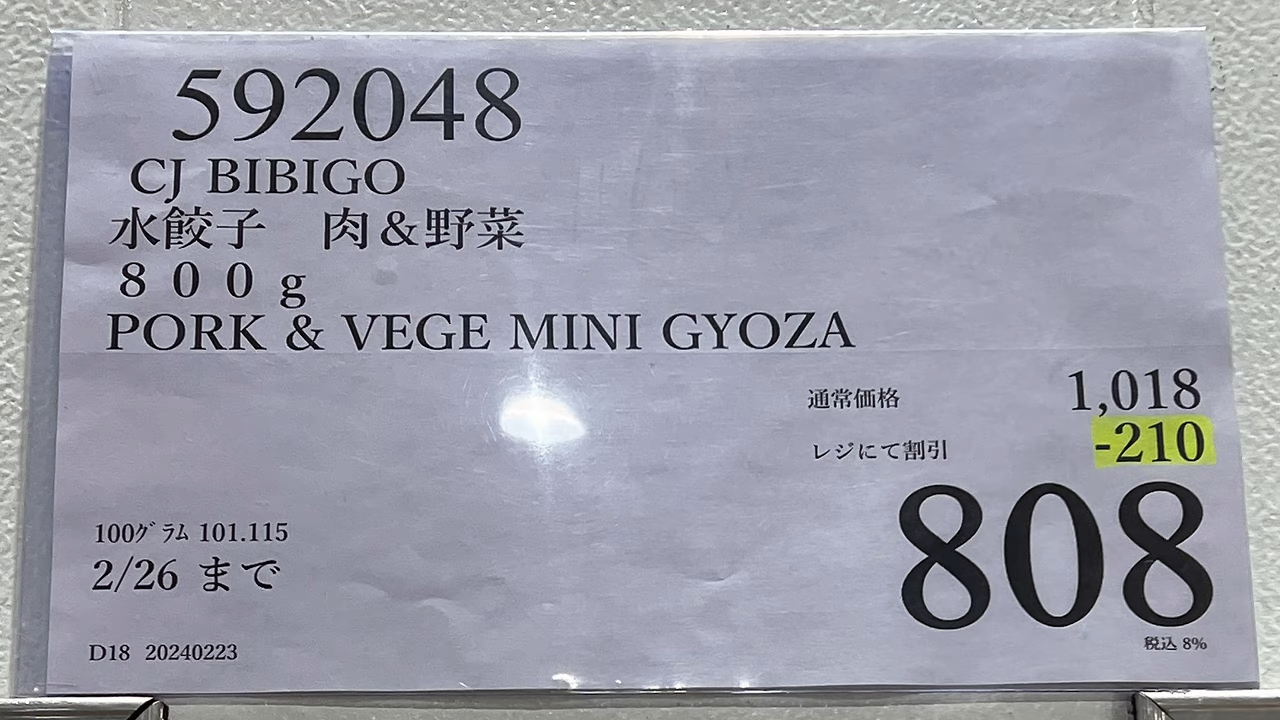 592048
CJ BIBIGO
水餃子　肉＆野菜
８００ｇ
PORK & VEGE MINI GYOZA
通常価格 1,018
レジにて割引 -210
808
税込 8%
100ｸﾞﾗﾑ 101.115
2/26 まで
D18 20240223